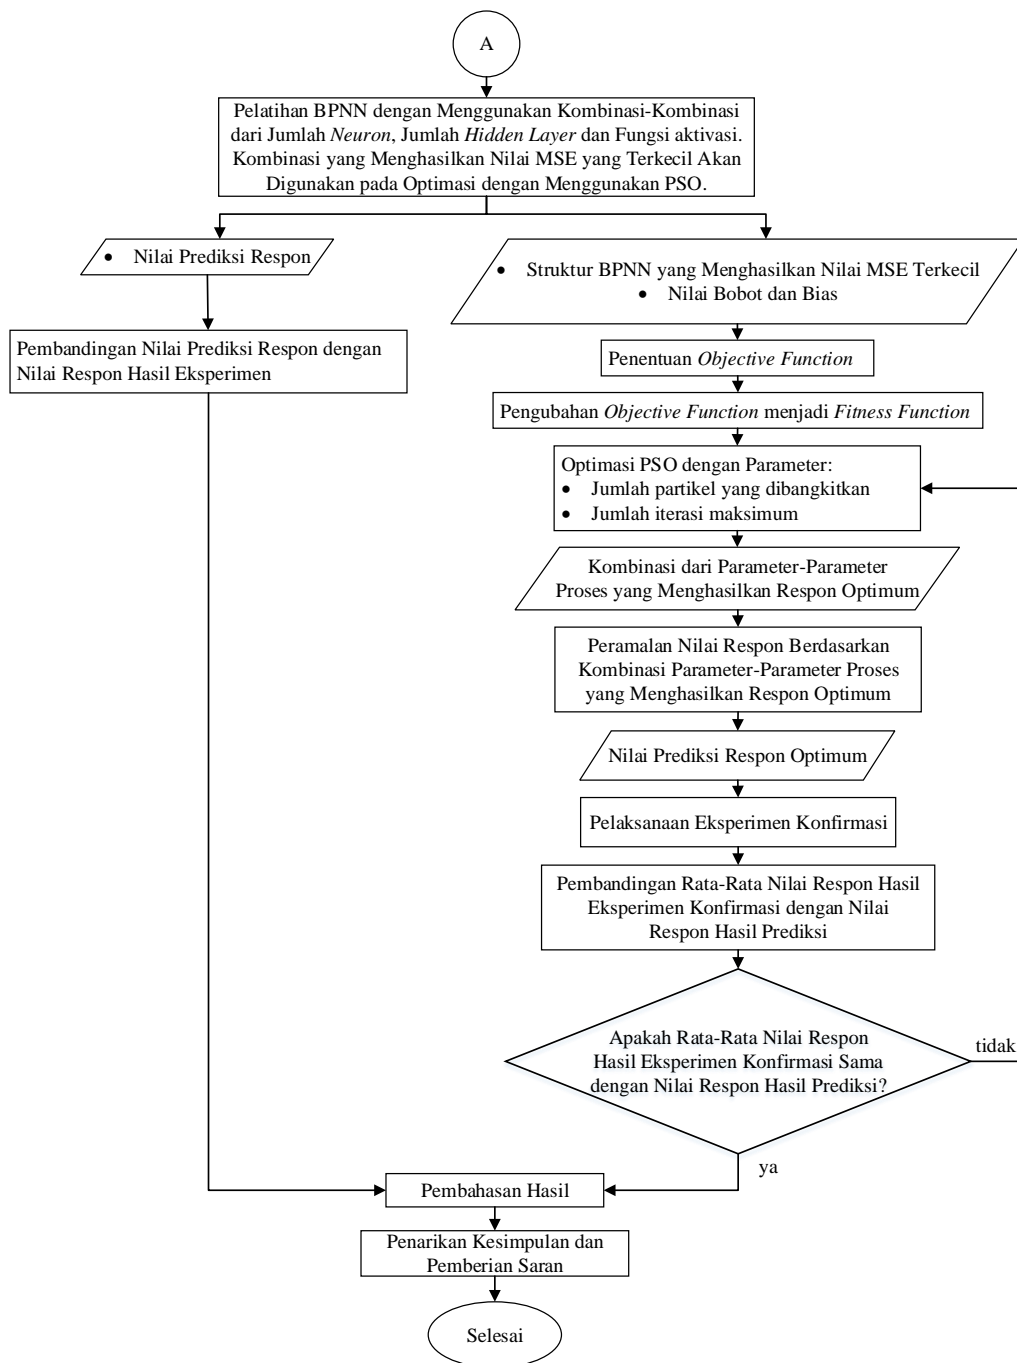 A
Pelatihan BPNN dengan Menggunakan Kombinasi-Kombinasi
dari Jumlah Neuron, Jumlah Hidden Layer dan Fungsi aktivasi.
Kombinasi yang Menghasilkan Nilai MSE yang Terkecil Akan
Digunakan pada Optimasi dengan Menggunakan PSO.
• Nilai Prediksi Respon
• Struktur BPNN yang Menghasilkan Nilai MSE Terkecil
• Nilai Bobot dan Bias
Pembandingan Nilai Prediksi Respon dengan
Nilai Respon Hasil Eksperimen
Penentuan Objective Function
Pengubahan Objective Function menjadi Fitness Function
Optimasi PSO dengan Parameter:
• Jumlah partikel yang dibangkitkan
• Jumlah iterasi maksimum
Kombinasi dari Parameter-Parameter
Proses yang Menghasilkan Respon Optimum
Peramalan Nilai Respon Berdasarkan
Kombinasi Parameter-Parameter Proses
yang Menghasilkan Respon Optimum
Nilai Prediksi Respon Optimum
Pelaksanaan Eksperimen Konfirmasi
Pembandingan Rata-Rata Nilai Respon Hasil
Eksperimen Konfirmasi dengan Nilai
Respon Hasil Prediksi
Apakah Rata-Rata Nilai Respon
Hasil Eksperimen Konfirmasi Sama
dengan Nilai Respon Hasil Prediksi?
tidak
ya
Pembahasan Hasil
Penarikan Kesimpulan dan
Pemberian Saran
Selesai